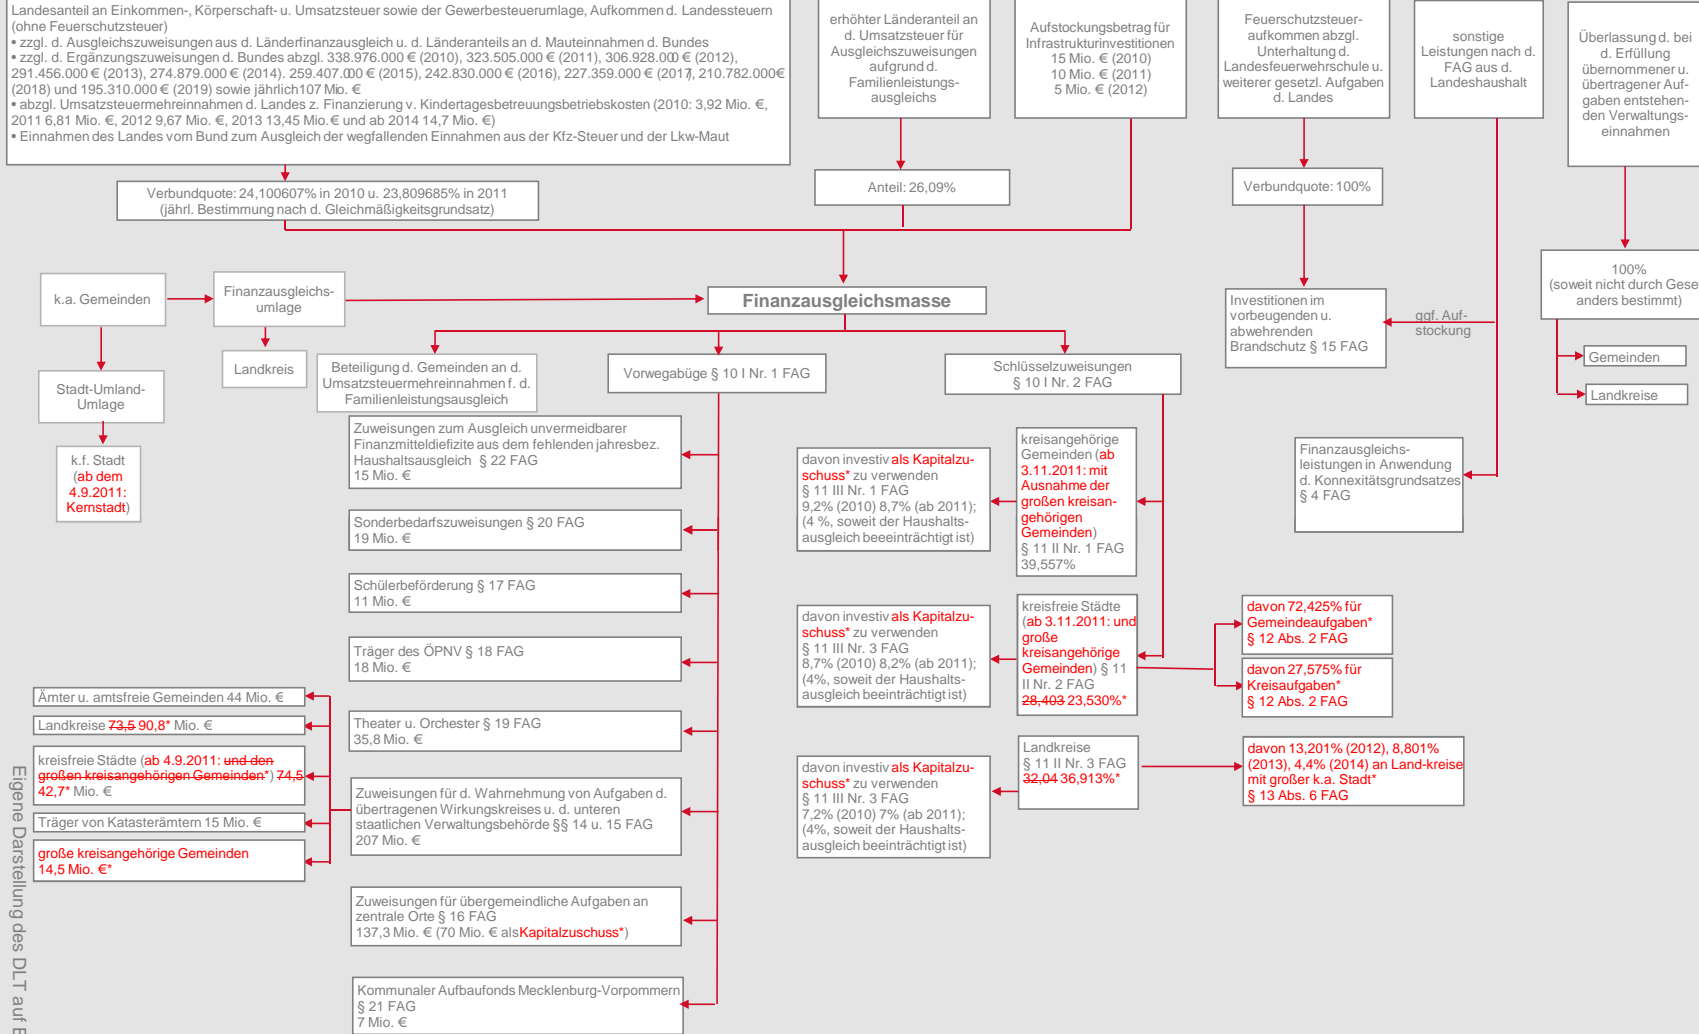 Landesanteil an Einkommen-, Körperschaft- u. Umsatzsteuer sowie der Gewerbesteuerumlage, Aufkommen d. Landessteuern
(ohne Feuerschutzsteuer)
• zzgl. d. Ausgleichszuweisungen aus d. Länderfinanzausgleich u. d. Länderanteils an d. Mauteinnahmen d. Bundes
• zzgl. d. Ergänzungszuweisungen d. Bundes abzgl. 338.976.000 € (2010), 323.505.000 € (2011), 306.928.000 € (2012),
291.456.000 € (2013), 274.879.000 € (2014). 259.407.000 € (2015), 242.830.000 € (2016), 227.359.000 € (2017), 210.782.000€
(2018) und 195.310.000 € (2019) sowie jährlich107 Mio. €
• abzgl. Umsatzsteuermehreinnahmen d. Landes z. Finanzierung v. Kindertagesbetreuungsbetriebskosten (2010: 3,92 Mio. €,
2011 6,81 Mio. €, 2012 9,67 Mio. €, 2013 13,45 Mio. € und ab 2014 14,7 Mio. €)
• Einnahmen des Landes vom Bund zum Ausgleich der wegfallenden Einnahmen aus der Kfz-Steuer und der Lkw-Maut
erhöhter Länderanteil an
d. Umsatzsteuer für
Ausgleichszuweisungen
aufgrund d.
Familienleistungs-
ausgleichs
Aufstockungsbetrag für
Infrastrukturinvestitionen
15 Mio. € (2010)
10 Mio. € (2011)
5 Mio. € (2012)
Feuerschutzsteuer-
aufkommen abzgl.
Unterhaltung d.
Landesfeuerwehrschule u.
weiterer gesetzl. Aufgaben
d. Landes
sonstige
Leistungen nach d.
FAG aus d.
Landeshaushalt
Überlassung d. bei
d. Erfüllung
übernommener u.
übertragener Auf-
gaben entstehen-
den Verwaltungs-
einnahmen
Verbundquote: 24,100607% in 2010 u. 23,809685% in 2011
(jährl. Bestimmung nach d. Gleichmäßigkeitsgrundsatz)
Anteil: 26,09%
Verbundquote: 100%
100%
(soweit nicht durch Gese
anders bestimmt)
k.a. Gemeinden
Finanzausgleichs-
umlage
Finanzausgleichsmasse
Investitionen im
vorbeugenden u.
abwehrenden
Brandschutz § 15 FAG
ggf. Auf-
stockung
Gemeinden
Landkreise
Stadt-Umland-
Umlage
Landkreis
Beteiligung d. Gemeinden an d.
Umsatzsteuermehreinnahmen f. d.
Familienleistungsausgleich
Vorwegabüge § 10 I Nr. 1 FAG
Schlüsselzuweisungen
§ 10 I Nr. 2 FAG
k.f. Stadt
(ab dem
4.9.2011:
Kernstadt)
Zuweisungen zum Ausgleich unvermeidbarer
Finanzmitteldiefizite aus dem fehlenden jahresbez.
Haushaltsausgleich § 22 FAG
15 Mio. €
davon investiv als Kapitalzu-
schuss* zu verwenden
§ 11 III Nr. 1 FAG
9,2% (2010) 8,7% (ab 2011);
(4 %, soweit der Haushalts-
ausgleich beeeinträchtigt ist)
kreisangehörige
Gemeinden (ab
3.11.2011: mit
Ausnahme der
großen kreisan-
gehörigen
Gemeinden)
§ 11 II Nr. 1 FAG
39,557%
Finanzausgleichs-
leistungen in Anwendung
d. Konnexitätsgrundsatzes
§ 4 FAG
Sonderbedarfszuweisungen § 20 FAG
19 Mio. €
Schülerbeförderung § 17 FAG
11 Mio. €
davon investiv als Kapitalzu-
schuss* zu verwenden
§ 11 III Nr. 3 FAG
8,7% (2010) 8,2% (ab 2011);
(4%, soweit der Haushalts-
ausgleich beeinträchtigt ist)
kreisfreie Städte
(ab 3.11.2011: und
große
kreisangehörige
Gemeinden) § 11
II Nr. 2 FAG
28,403 23,530%*
davon 72,425% für
Gemeindeaufgaben*
§ 12 Abs. 2 FAG
davon 27,575% für
Kreisaufgaben*
§ 12 Abs. 2 FAG
Träger des ÖPNV § 18 FAG
18 Mio. €
Theater u. Orchester § 19 FAG
35,8 Mio. €
Ämter u. amtsfreie Gemeinden 44 Mio. €
Landkreise 73,5 90,8* Mio. €
kreisfreie Städte (ab 4.9.2011: und den
großen kreisangehörigen Gemeinden*) 74,5
42,7* Mio. €
Träger von Katasterämtern 15 Mio. €
große kreisangehörige Gemeinden
14,5 Mio. €*
Zuweisungen für d. Wahrnehmung von Aufgaben d.
übertragenen Wirkungskreises u. d. unteren
staatlichen Verwaltungsbehörde §§ 14 u. 15 FAG
207 Mio. €
davon investiv als Kapitalzu-
schuss* zu verwenden
§ 11 III Nr. 3 FAG
7,2% (2010) 7% (ab 2011);
(4%, soweit der Haushalts-
ausgleich beeinträchtigt ist)
Landkreise
§ 11 II Nr. 3 FAG
32,04 36,913%*
davon 13,201% (2012), 8,801%
(2013), 4,4% (2014) an Land-kreise
mit großer k.a. Stadt*
§ 13 Abs. 6 FAG
Zuweisungen für übergemeindliche Aufgaben an
zentrale Orte § 16 FAG
137,3 Mio. € (70 Mio. € als Kapitalzuschuss*)
Kommunaler Aufbaufonds Mecklenburg-Vorpommern
§ 21 FAG
7 Mio. €
Eigene Darstellung des DLT auf